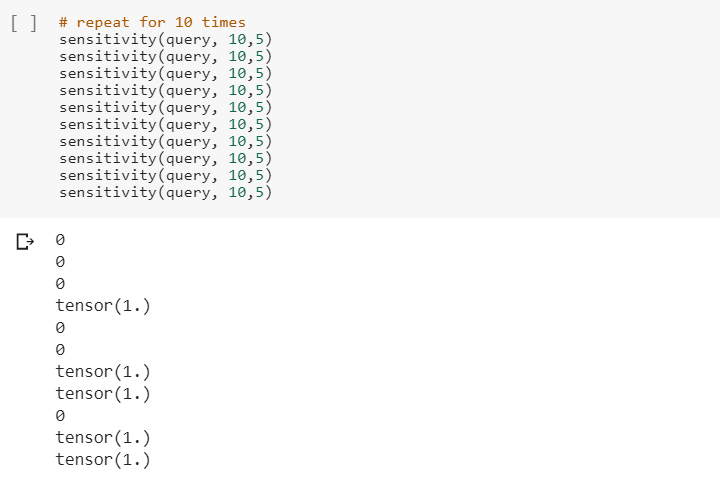 [ ]
# repeat for 10 times
sensitivity(query, 10,5)
sensitivity(query, 10,5)
sensitivity(query, 10,5)
sensitivity(query, 10,5)
sensitivity(query, 10,5)
sensitivity(query, 10,5)
sensitivity(query, 10,5)
sensitivity(query, 10,5)
sensitivity(query, 10,5)
sensitivity(query, 10,5)
0
0
0
tensor(1.)
0
0
tensor(1.)
tensor(1.)
0
tensor(1.)
tensor(1.)